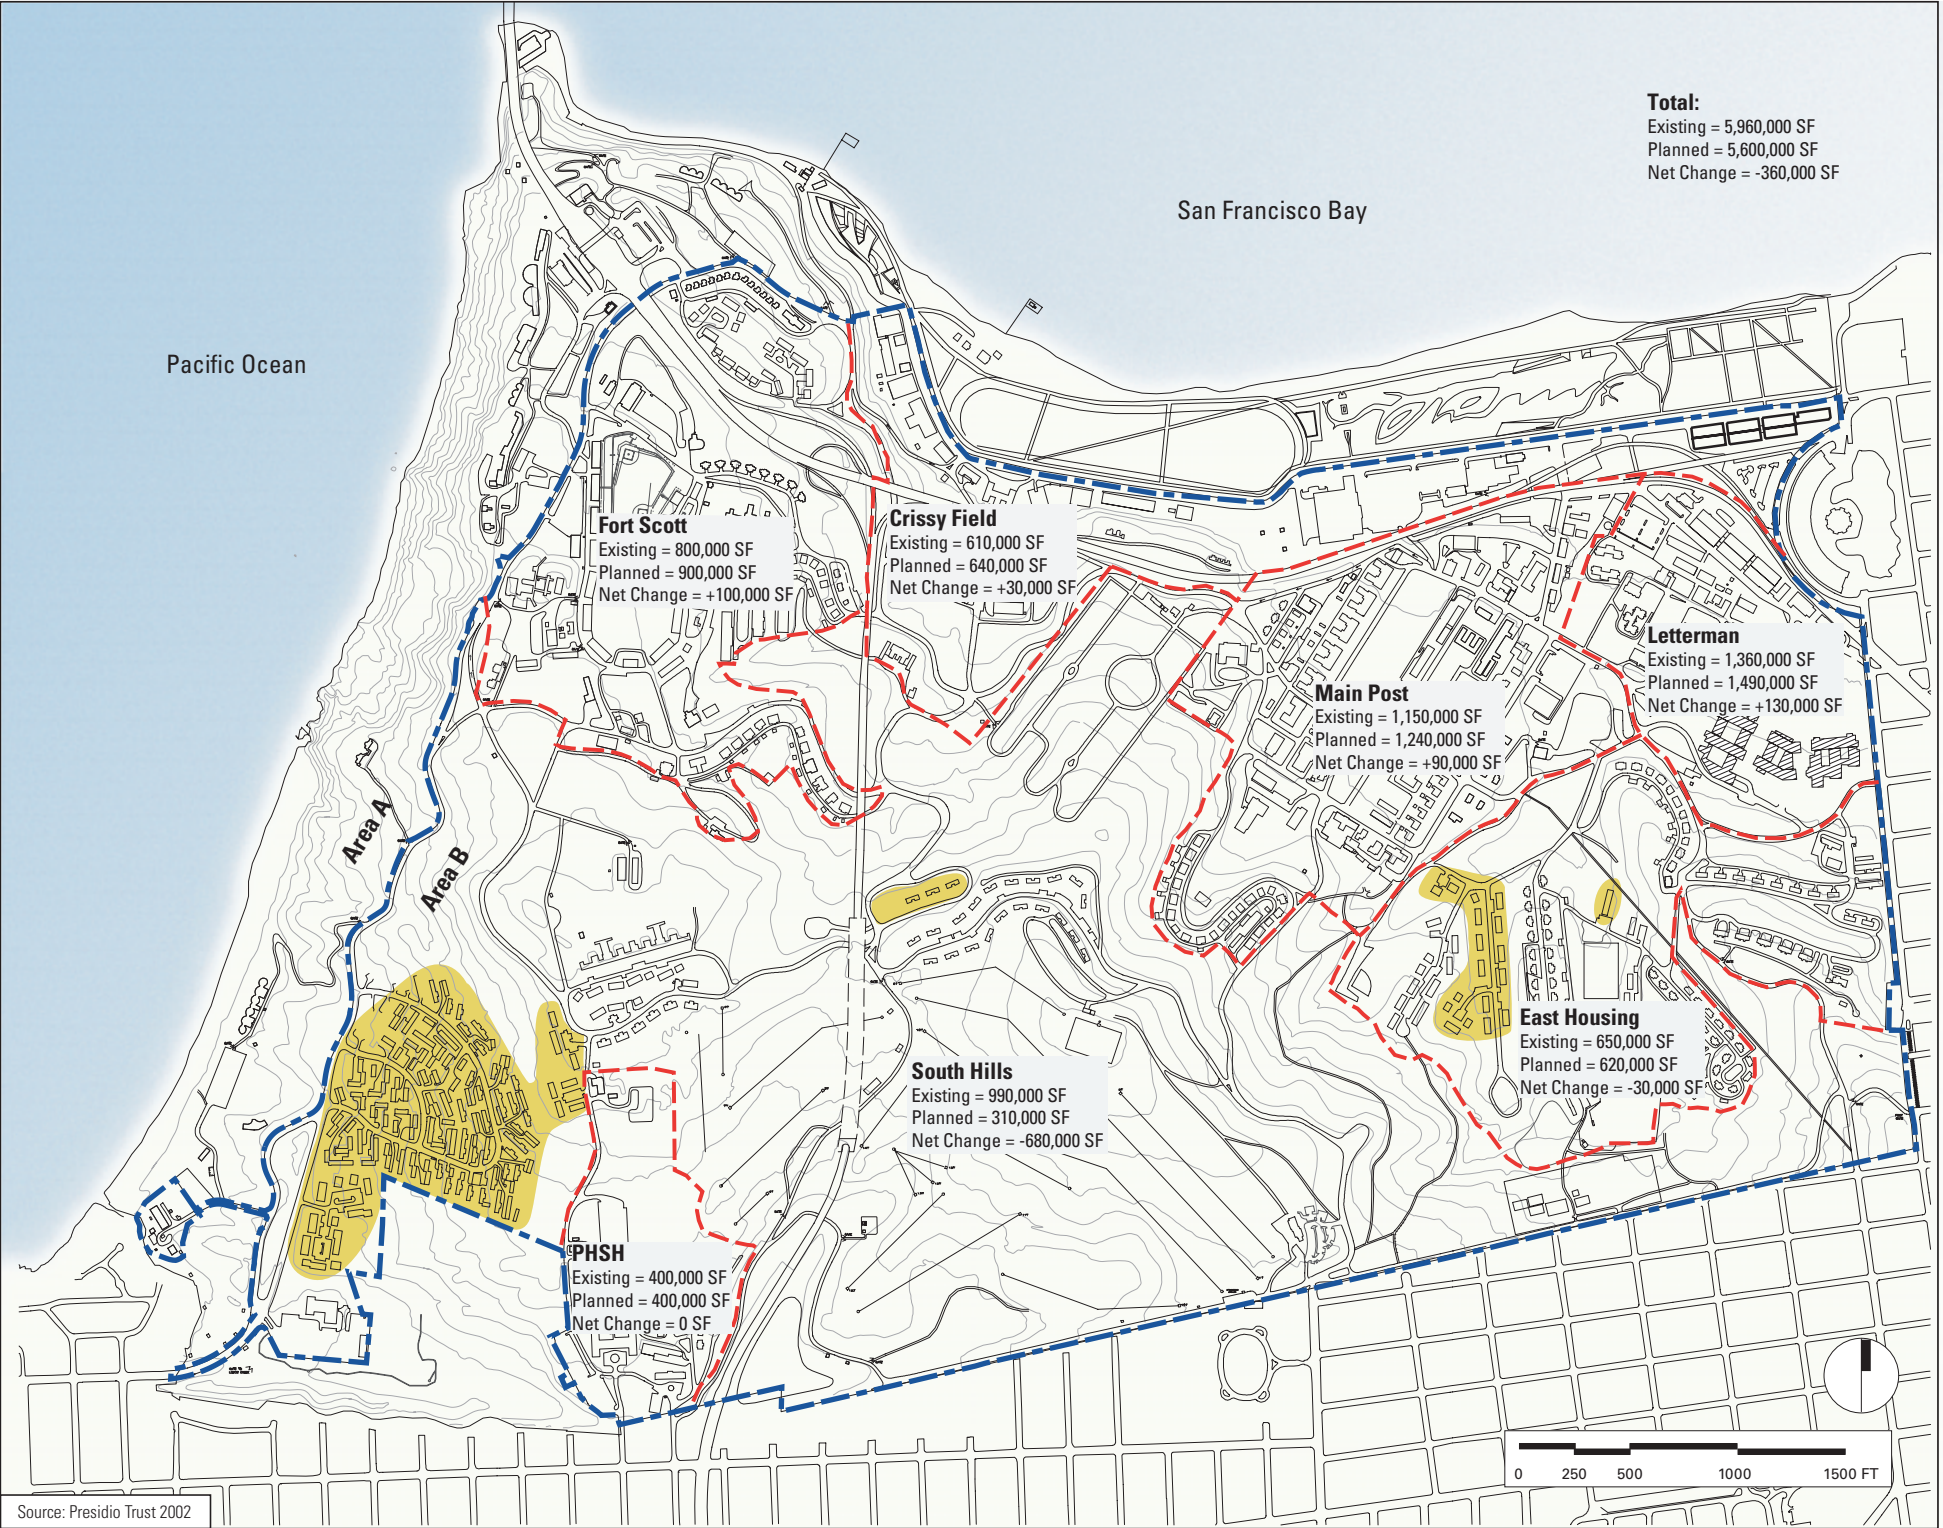 Total:
Existing = 5,960,000 SF
Planned = 5,600,000 SF
Net Change = -360,000 SF
San Francisco Bay
Pacific Ocean
Fort Scott
Existing = 800,000 SF
Planned = 900,000 SF
Net Change = +100,000 SF
Crissy Field
Existing = 610,000 SF
Planned = 640,000 SF
Net Change = +30,000 SF
Letterman
Existing = 1,360,000 SF
Planned = 1,490,000 SF
Net Change = +130,000 SF
Main Post
Existing = 1,150,000 SF
Planned = 1,240,000 SF
Net Change = +90,000 SF
Area A
Area B
East Housing
Existing = 650,000 SF
Planned = 620,000 SF
Net Change = -30,000 SF
South Hills
Existing = 990,000 SF
Planned = 310,000 SF
Net Change = -680,000 SF
PHSH
Existing = 400,000 SF
Planned = 400,000 SF
Net Change = 0 SF
0 250 500 1000 1500 FT
Source: Presidio Trust 2002